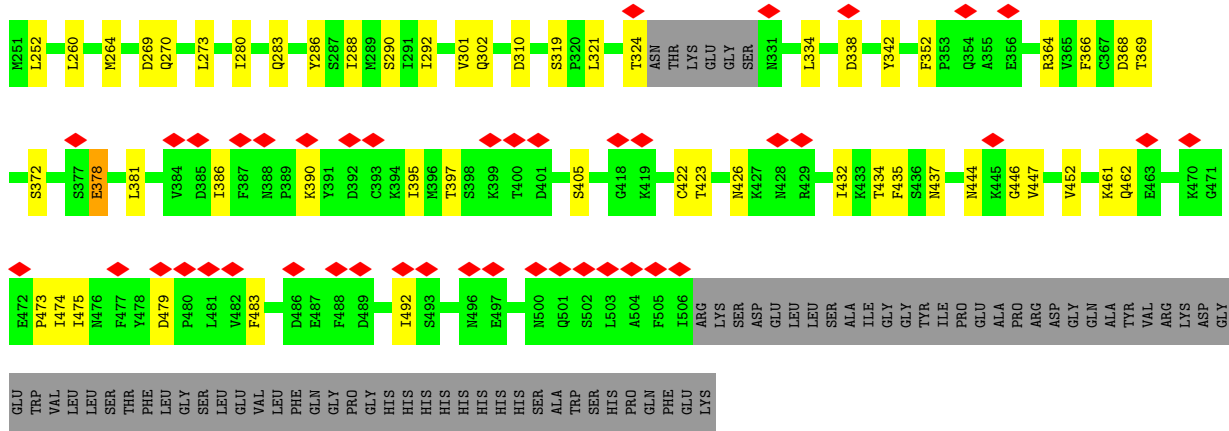 M251 L252 L260 M264 D269 Q270 L273 I280 Q283 Y286 S287 I288 M289 S290 I291 I292 V301 Q302 D310 S319 P320 L321 T324 ASN THR LYS GLU GLY SER N331 L334 D338 Y342 F352 P353 Q354 A355 E356 R364 V365 F366 C367 D368 T369
S372 S377 E378 L381 V384 D385 I386 F387 N388 P389 K390 Y391 D392 C393 K394 I395 M396 T397 S398 K399 T400 D401 S405 G418 K419 C422 T423 N426 K427 N428 R429 I432 K433 T434 F435 S436 N437 N444 K445 G446 V447 V452 K461 Q462 E463 K470 G471
E472 P473 I474 I475 N476 F477 Y478 D479 P480 L481 V482 F483 D486 E487 F488 D489 I492 S493 N496 E497 N500 Q501 S502 L503 A504 F505 I506 ARG LYS SER ASP GLU LEU LEU SER ALA ILE GLY GLY TYR ILE PRO GLU ALA PRO ARG ASP GLY GLN ALA TYR VAL ARG LYS ASP GLY
GLU TRP VAL LEU LEU SER THR PHE LEU GLY SER LEU GLU VAL LEU PHE GLN GLY PRO GLY HIS HIS HIS HIS HIS HIS HIS HIS SER ALA TRP SER HIS PRO GLN PHE GLU LYS